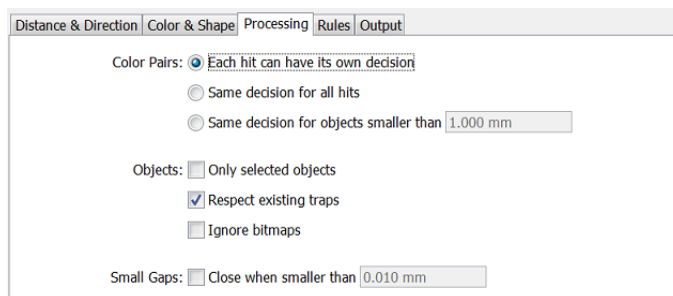 Distance & Direction Color & Shape Processing Rules Output
Color Pairs: Each hit can have its own decision
Same decision for all hits
Same decision for objects smaller than 1.000 mm
Objects: Only selected objects
Respect existing traps
Ignore bitmaps
Small Gaps: Close when smaller than 0.010 mm